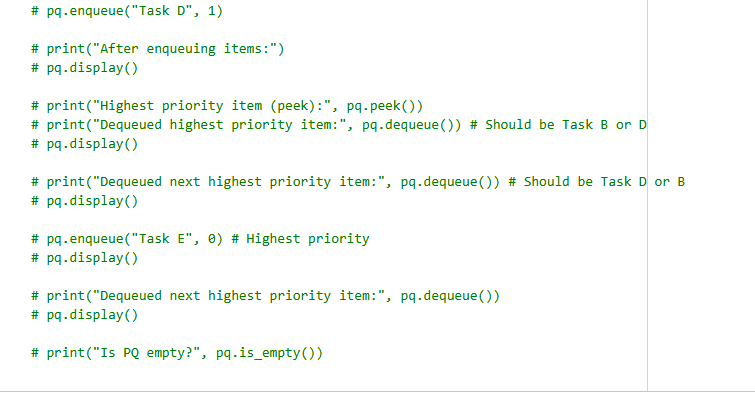 # pq.enqueue("Task D", 1)
# print("After enqueuing items:")
# pq.display()
# print("Highest priority item (peek):", pq.peek())
# print("Dequeued highest priority item:", pq.dequeue()) # Should be Task B or D
# pq.display()
# print("Dequeued next highest priority item:", pq.dequeue()) # Should be Task D or B
# pq.display()
# pq.enqueue("Task E", 0) # Highest priority
# pq.display()
# print("Dequeued next highest priority item:", pq.dequeue())
# pq.display()
# print("Is PQ empty?", pq.is_empty())